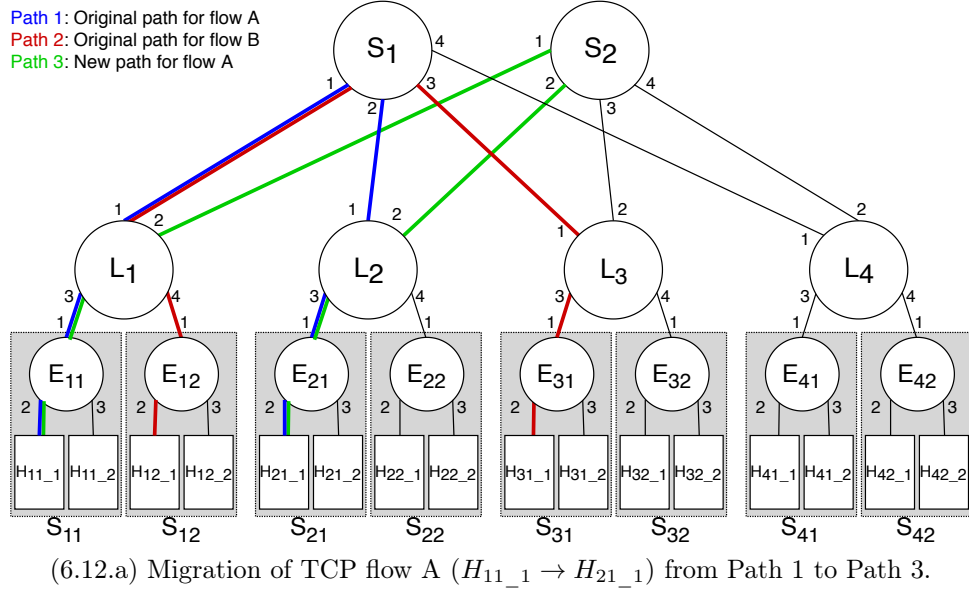 Path 1: Original path for flow A
Path 2: Original path for flow B
Path 3: New path for flow A
S1 S2
4 1
1 2 3 2 3 4
1 2 1 2 1 2 1 2
L1 L2 L3 L4
3 4 3 4 3 4 3 4
1 1 1 1 1 1 1 1
E11 E12 E21 E22 E31 E32 E41 E42
2 3 2 3 2 3 2 3 2 3 2 3 2 3 2 3
H11_1 H11_2 H12_1 H12_2 H21_1 H21_2 H22_1 H22_2 H31_1 H31_2 H32_1 H32_2 H41_1 H41_2 H42_1 H42_2
S11 S12 S21 S22 S31 S32 S41 S42
(6.12.a) Migration of TCP flow A (H11_1 → H21_1) from Path 1 to Path 3.